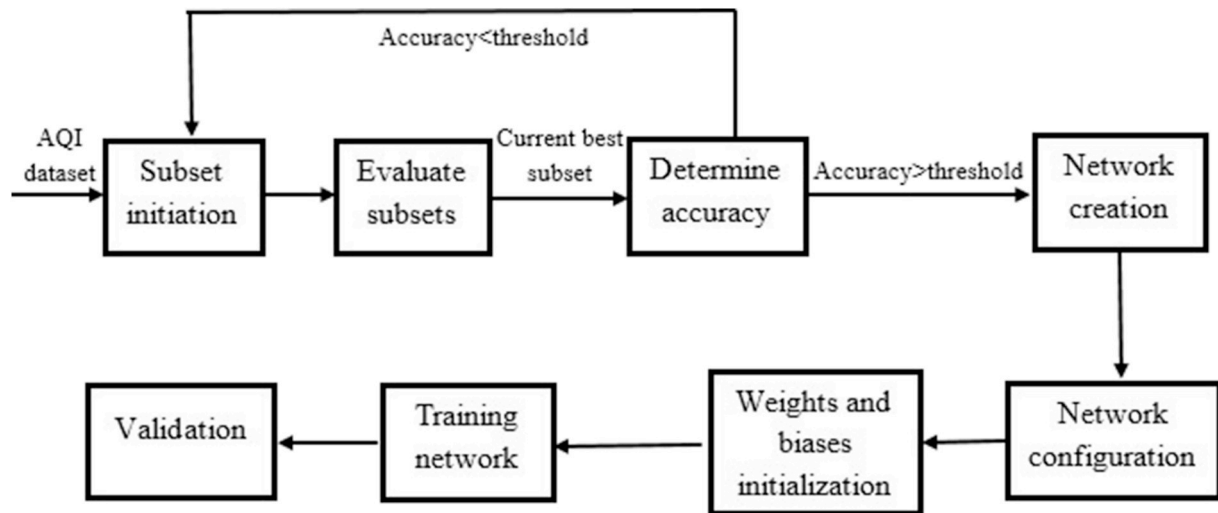 Accuracy<threshold
AQI
dataset
Subset
initiation
Evaluate
subsets
Current best
subset
Determine
accuracy
Accuracy>threshold
Network
creation
Network
configuration
Weights and
biases
initialization
Training
network
Validation